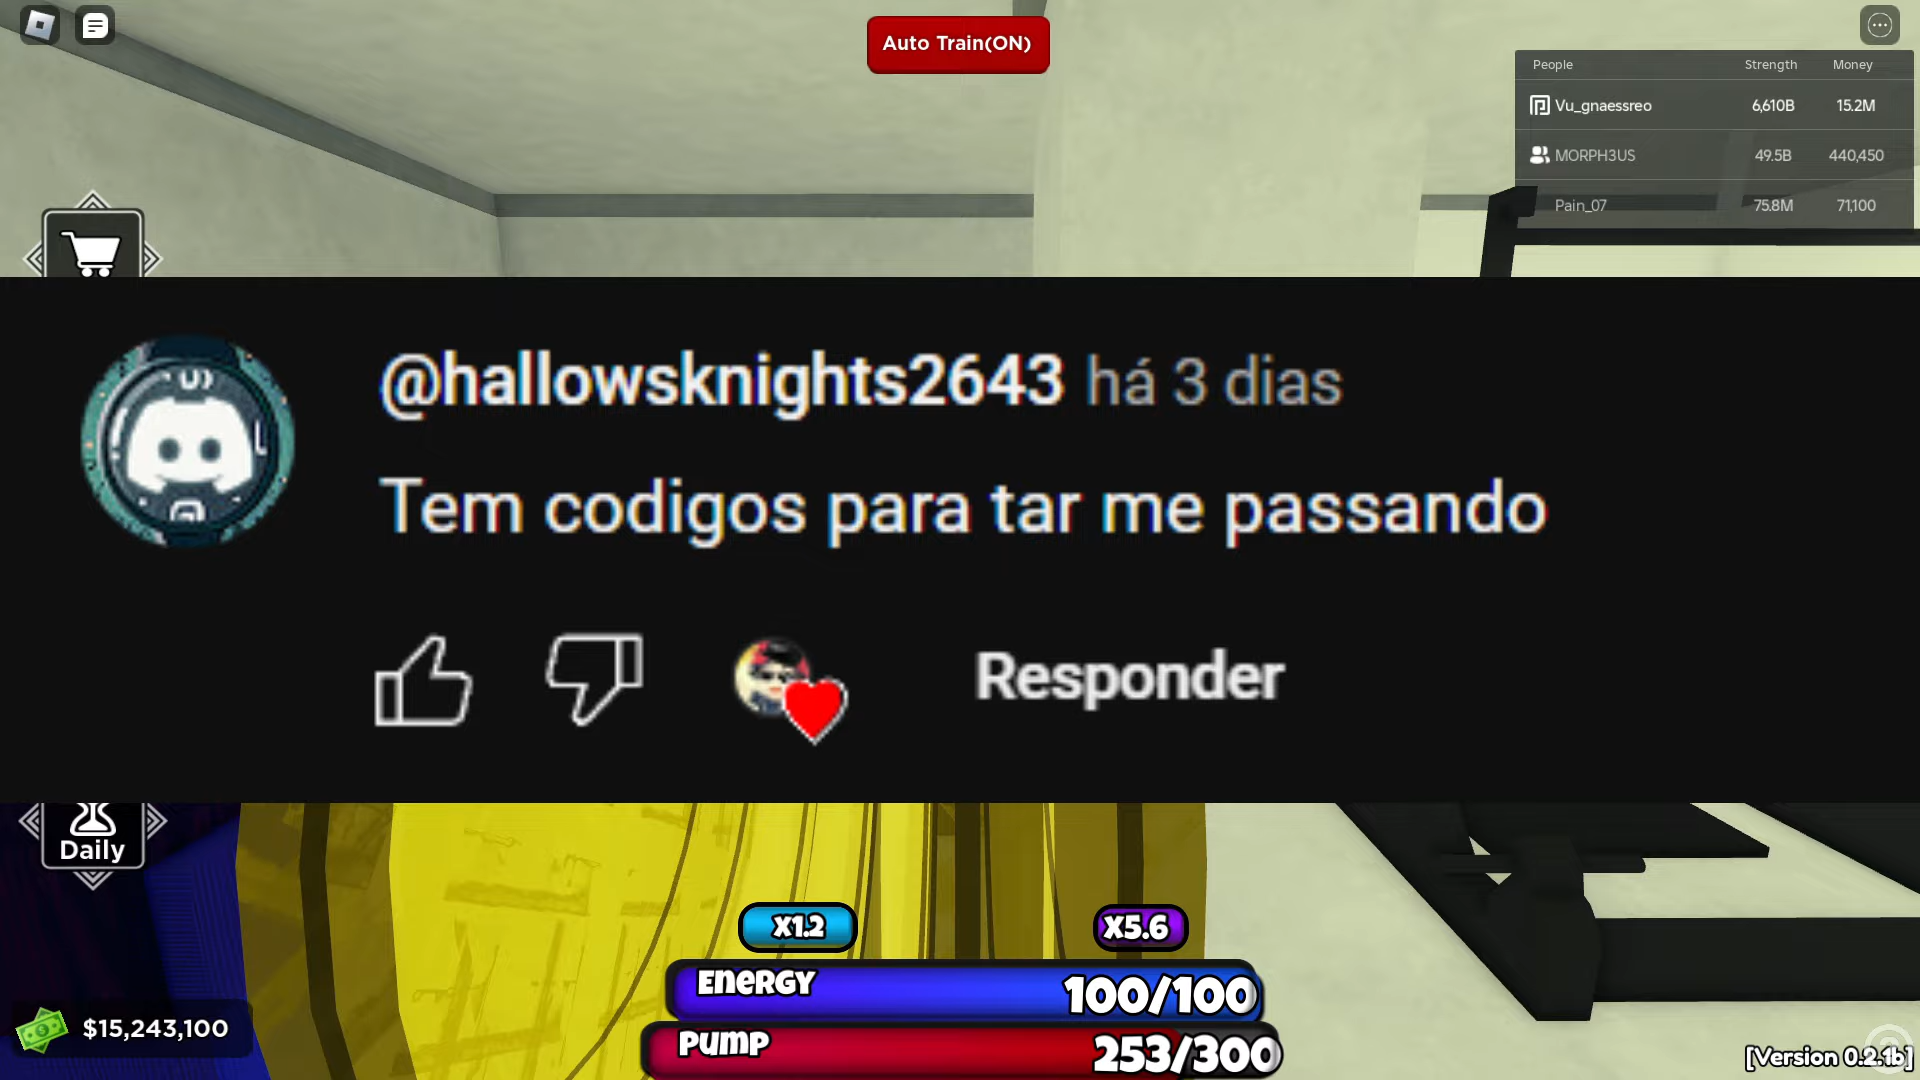 Auto Train(ON)
People Strength Money
Vu_gnaessreo 6,610B 15.2M
MORPH3US 49.5B 440,450
Pain_07 75.8M 71,100
@hallowsknights2643 há 3 dias
Tem codigos para tar me passando
Responder
Daily
X1.2
X5.6
ENERGY 100/100
$15,243,100
PUMP 253/300
[Version 0.2.1b]